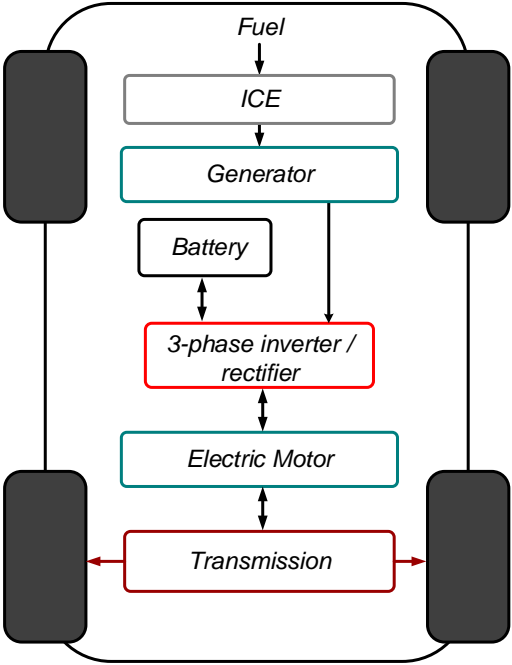 Fuel
ICE
Generator
Battery
3-phase inverter /
rectifier
Electric Motor
Transmission